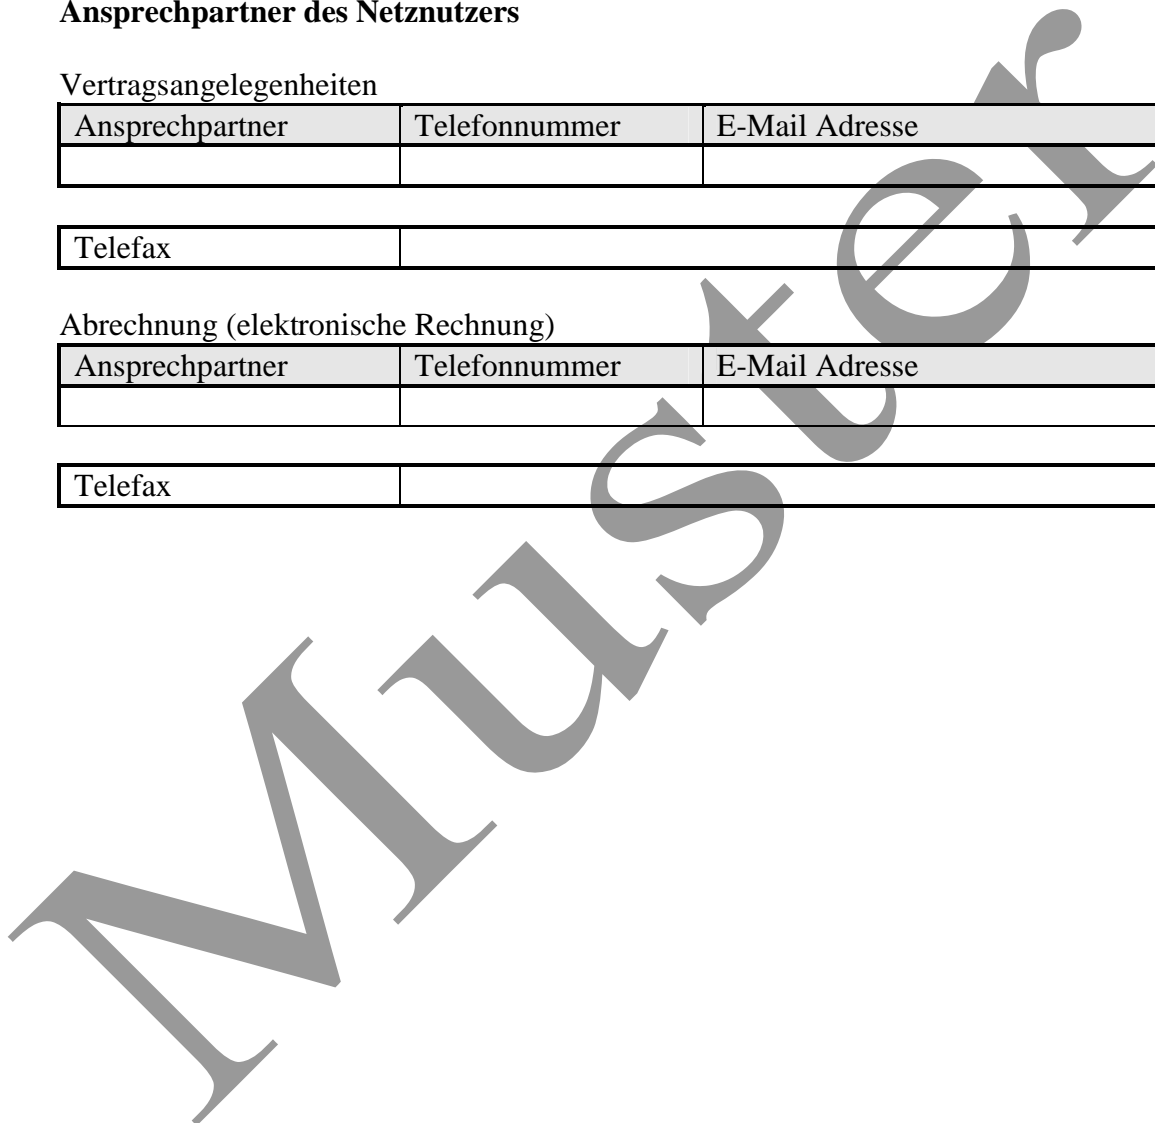 Ansprechpartner des Netznutzers
Vertragsangelegenheiten
Ansprechpartner Telefonnummer E-Mail Adresse
Telefax
Abrechnung (elektronische Rechnung)
Ansprechpartner Telefonnummer E-Mail Adresse
Telefax
Muster